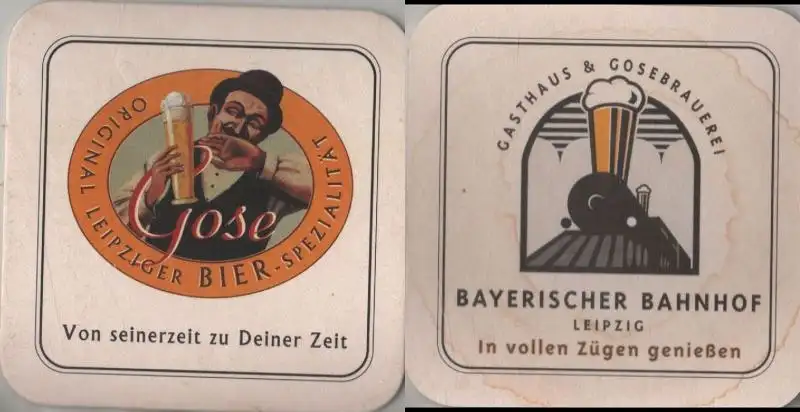 ORIGINAL LEIPZIGER BIER-SPEZIALITÄT
Gose
Von seinerzeit zu Deiner Zeit
GASTHAUS & GOSEBRAUEREI
BAYERISCHER BAHNHOF
LEIPZIG
In vollen Zügen genießen